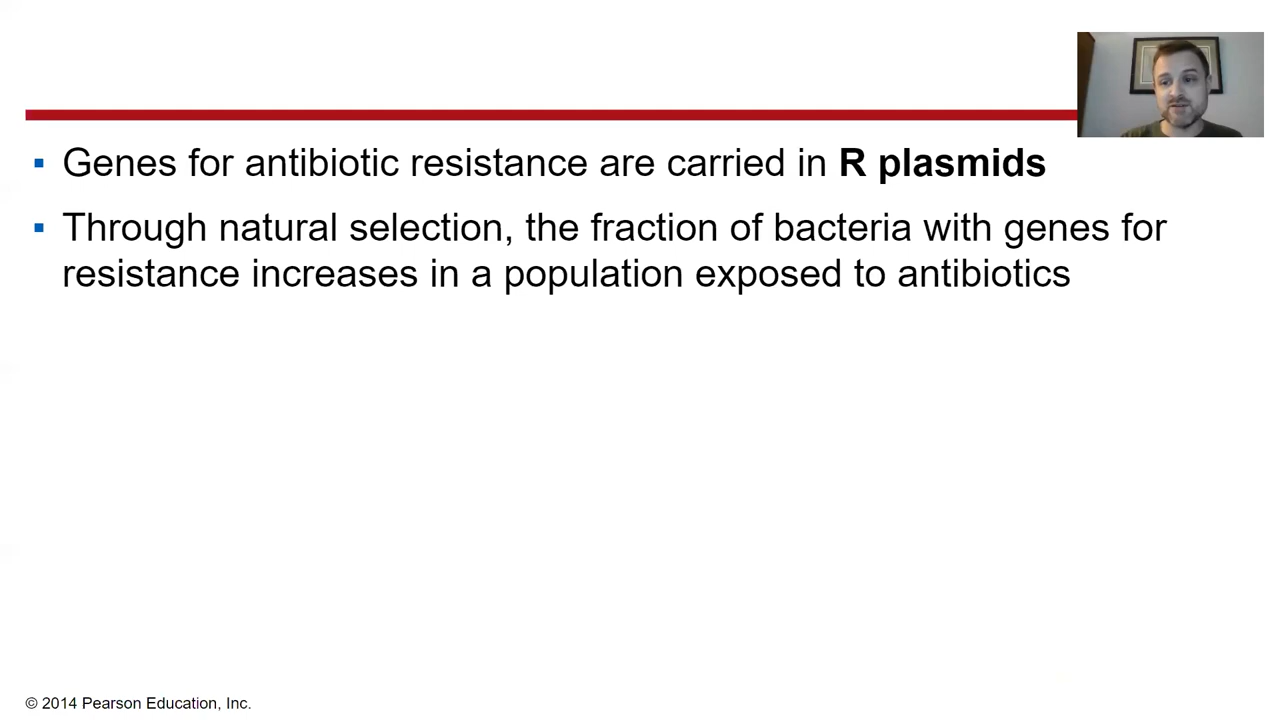 ▪ Genes for antibiotic resistance are carried in R plasmids
▪ Through natural selection, the fraction of bacteria with genes for
resistance increases in a population exposed to antibiotics
© 2014 Pearson Education, Inc.